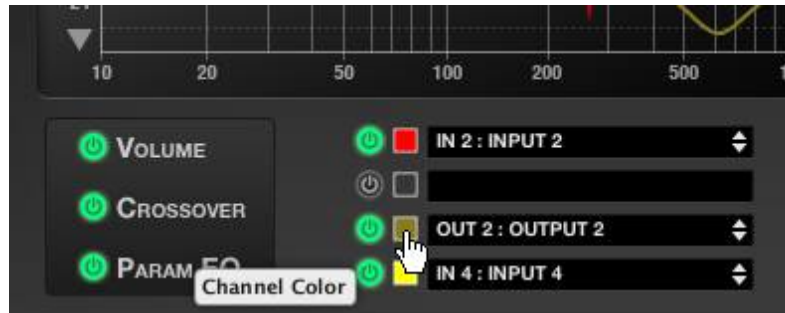 10 20 50 100 200 500
VOLUME
CROSSOVER
PARAM EQ
IN 2 : INPUT 2
OUT 2 : OUTPUT 2
IN 4 : INPUT 4
Channel Color